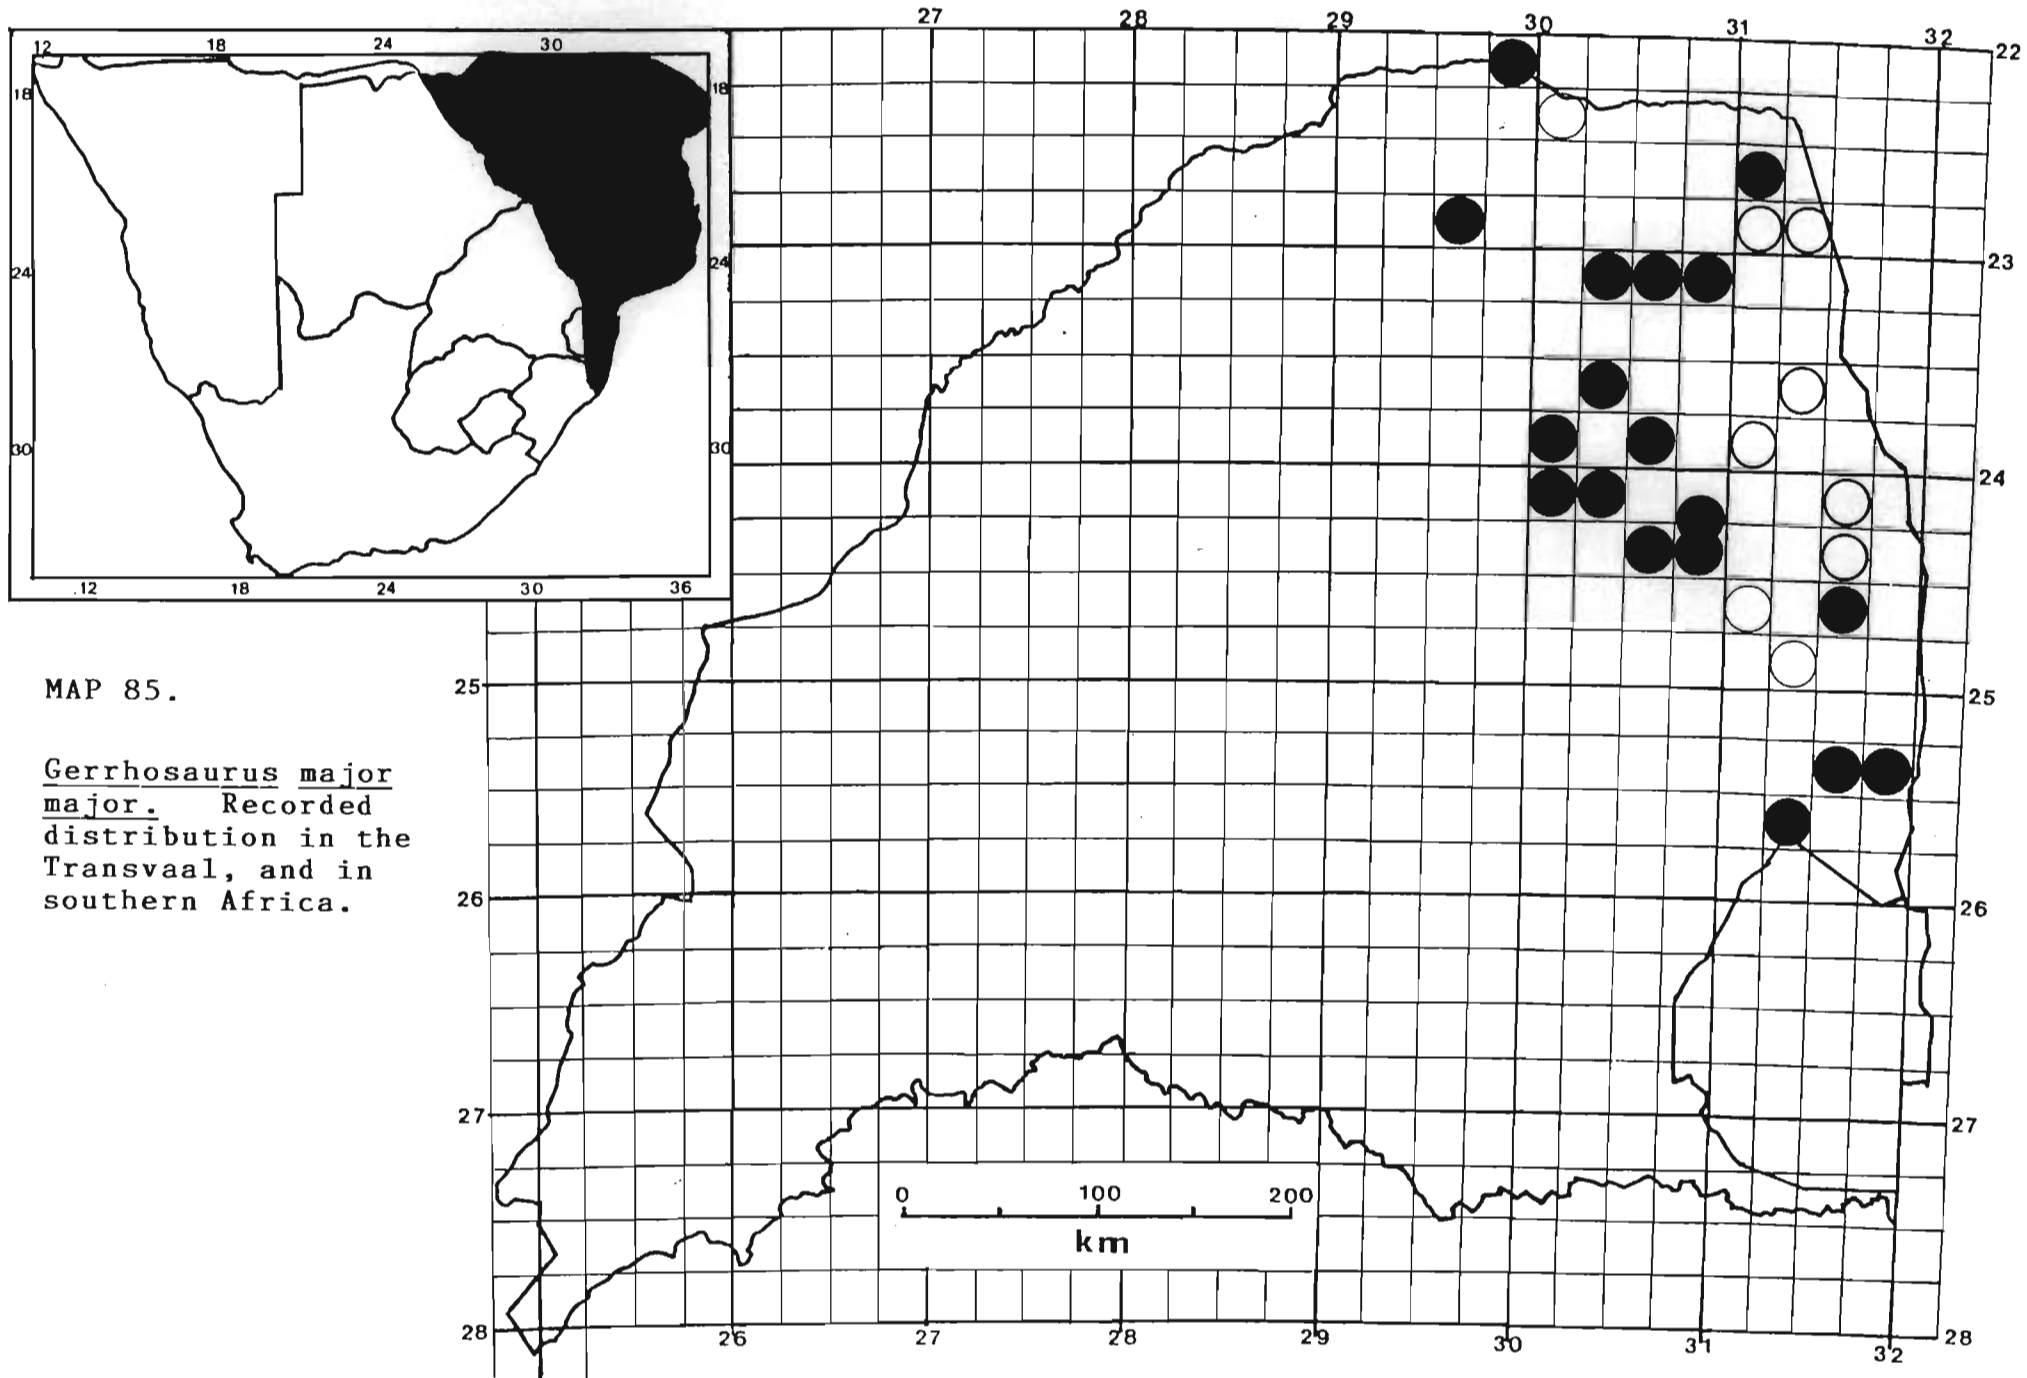 27 28 29 30 31 32
22
12 18 24 30
18 18
24 24
30 30
.12 18 24 30 36
23
24
25 25
26 26
27 27
28 28
26 27 28 29 30 31 32
MAP 85.
Gerrhosaurus major
major. Recorded
distribution in the
Transvaal, and in
southern Africa.
0 100 200
km